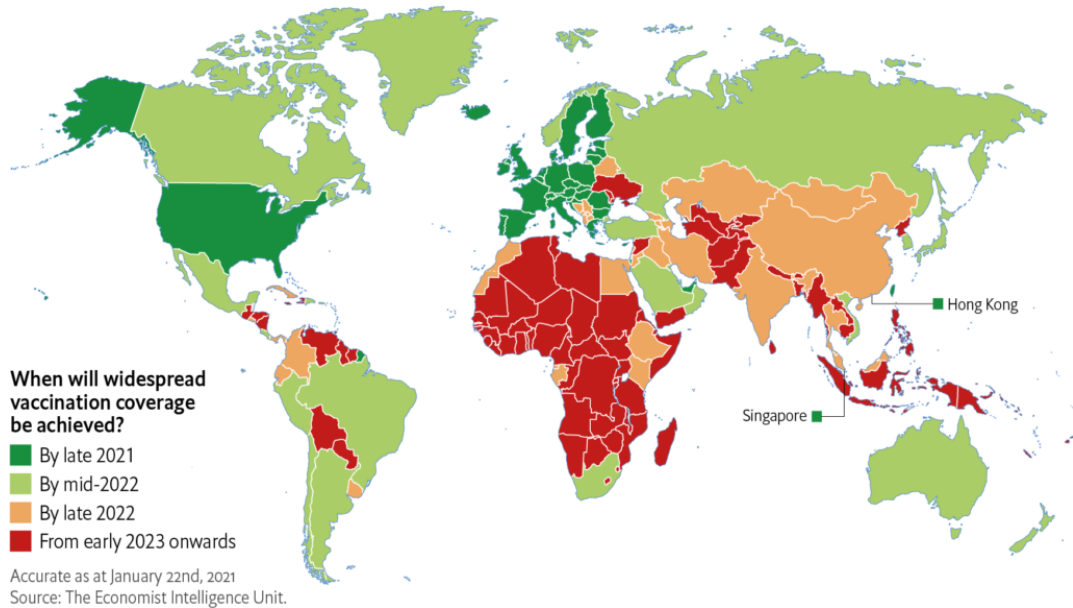 Hong Kong
Singapore
When will widespread
vaccination coverage
be achieved?
By late 2021
By mid-2022
By late 2022
From early 2023 onwards
Accurate as at January 22nd, 2021
Source: The Economist Intelligence Unit.